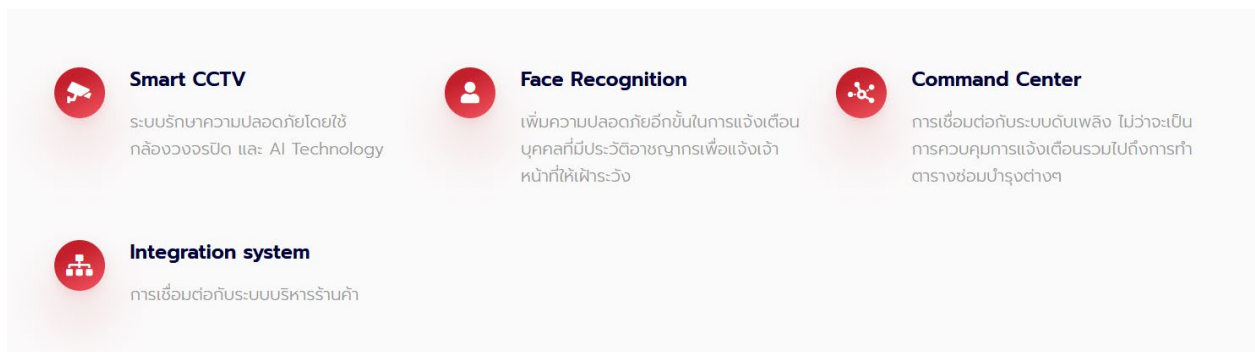 Smart CCTV
ระบบรักษาความปลอดภัยโดยใช้
กล้องวงจรปิด และ AI Technology
Face Recognition
เพิ่มความปลอดภัยอีกขั้นในการแจ้งเตือน
บุคคลที่มีประวัติอาชญากรเพื่อแจ้งเจ้า
หน้าที่ให้เฝ้าระวัง
Command Center
การเชื่อมต่อกับระบบดับเพลิง ไม่ว่าจะเป็น
การควบคุมการแจ้งเตือนรวมไปถึงการทำ
ตารางซ่อมบำรุงต่างๆ
Integration system
การเชื่อมต่อกับระบบบริหารร้านค้า